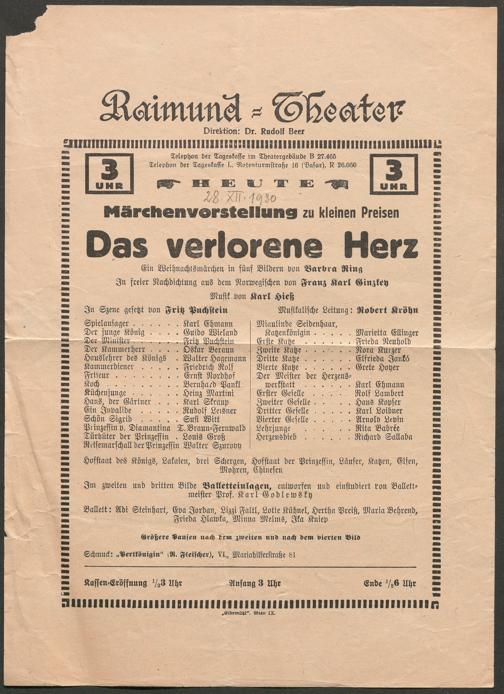 Raimund-Theater
Direktion: Dr. Rudolf Beer
3 UHR
Telephon der Tageskasse im Theatergebäude B 27.465
Telephon der Tageskasse I., Rotenturmstraße 16 (Basar), R 26.060
HEUTE
3 UHR
28. XII. 1930
Märchenvorstellung zu kleinen Preisen
Das verlorene Herz
Ein Weihnachtsmärchen in fünf Bildern von Barbra Ring
In freier Nachdichtung aus dem Norwegischen von Franz Karl Ginzkey
Musik von Karl Hieß
In Szene gesetzt von Fritz Puchstein
Musikalische Leitung: Robert Kröhn
Spielansager . . . . . . Karl Ehmann
Der junge König . . . . Guido Wieland
Der Minister . . . . . . Fritz Puchstein
Der Kammerherr . . . . Oskar Beraun
Hauslehrer des Königs Walter Hagemann
Kammerdiener . . . . . Friedrich Rolf
Friseur . . . . . . Ernst Nordhof
Koch . . . . . . . Bernhard Pankl
Küchenjunge . . . . . Heinz Martini
Hans, der Gärtner . . . Karl Skraup
Ein Invalide . . . . . Rudolf Leisner
Schön Sigrid . . . . . Susi Witt
Prinzessin v. Diamantina T. Braun-Fernwald
Türhüter der Prinzessin . Louis Groß
Reisemarschall der Prinzessin Walter Szurovy
Miaulinde Seidenhaar,
Katzenkönigin . . . . Marietta Ellinger
Erste Katze . . . . . Frieda Neuhold
Zweite Katze . . . . . Nora Kurzer
Dritte Katze . . . . . Elfrieda Jankó
Vierte Katze . . . . . Grete Hoyer
Der Meister der Herzens-
werkstatt . . . . . . Karl Ehmann
Erster Geselle . . . . Rolf Lambert
Zweiter Geselle . . . . Hans Kopser
Dritter Geselle . . . . Karl Loibner
Vierter Geselle . . . . Arnold Levin
Lehrjunge . . . . . . Rita Babrée
Herzensdieb . . . . . Richard Sallaba
Hofstaat des Königs, Lakaien, drei Schergen, Hofstaat der Prinzessin, Läufer, Katzen, Elfen,
Mohren, Chinesen
Im zweiten und dritten Bilde Balletteinlagen, entworfen und einstudiert von Ballett-
meister Prof. Karl Godlewsky
Ballett: Adi Steinhart, Eva Jordan, Lizzi Faltl, Lotte Kühnel, Hertha Preiß, Maria Behrend,
Frieda Hlawka, Minna Melms, Ika Kniep
Größere Pausen nach dem zweiten und nach dem vierten Bild
Schmuck: „Perlkönigin“ (R. Fleischer), VI., Mariahilferstraße 81
Kassen-Eröffnung ½3 Uhr Anfang 3 Uhr Ende ½6 Uhr
„Elbemühl“, Wien IX.